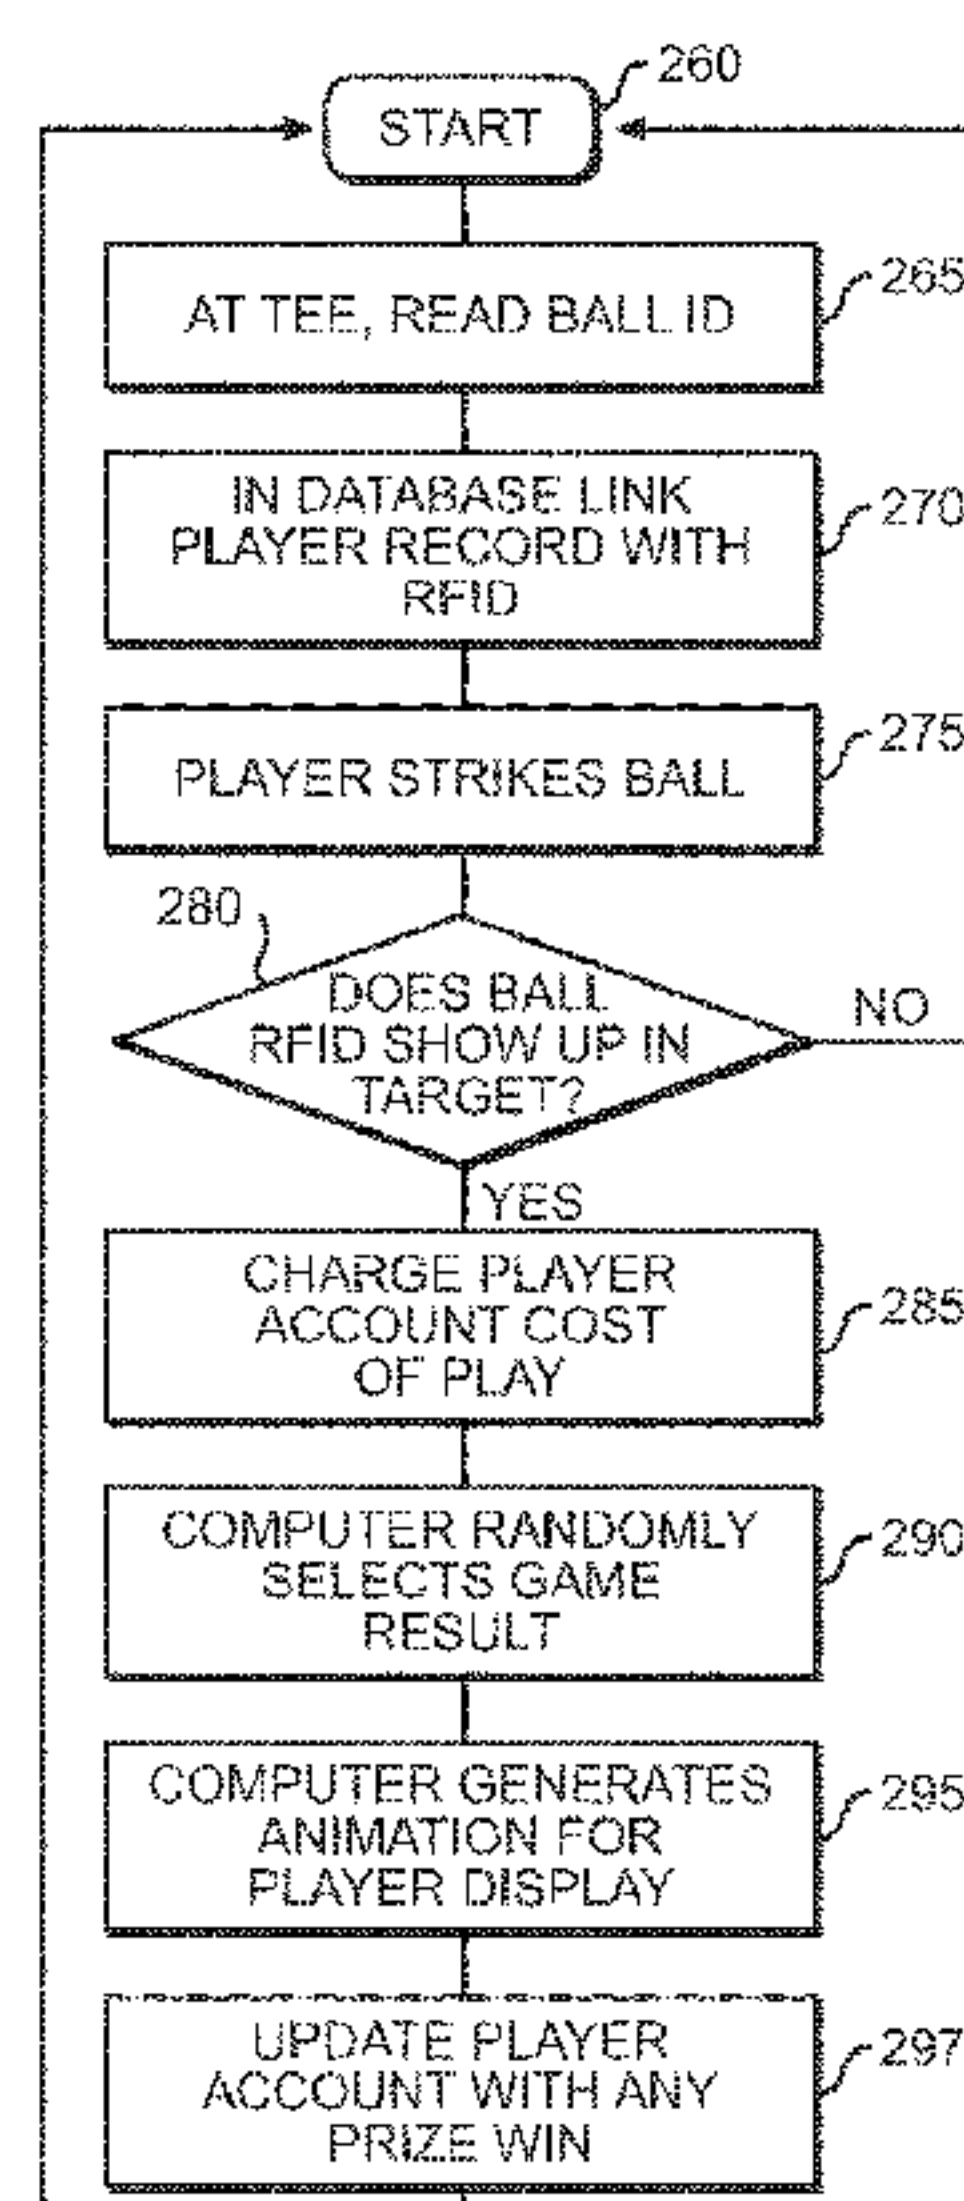 260
START
265
AT TEE, READ BALL ID
270
IN DATABASE LINK
PLAYER RECORD WITH
RFID
275
PLAYER STRIKES BALL
280
DOES BALL
RFID SHOW UP IN
TARGET?
NO
YES
285
CHARGE PLAYER
ACCOUNT COST
OF PLAY
290
COMPUTER RANDOMLY
SELECTS GAME
RESULT
295
COMPUTER GENERATES
ANIMATION FOR
PLAYER DISPLAY
297
UPDATE PLAYER
ACCOUNT WITH ANY
PRIZE WIN